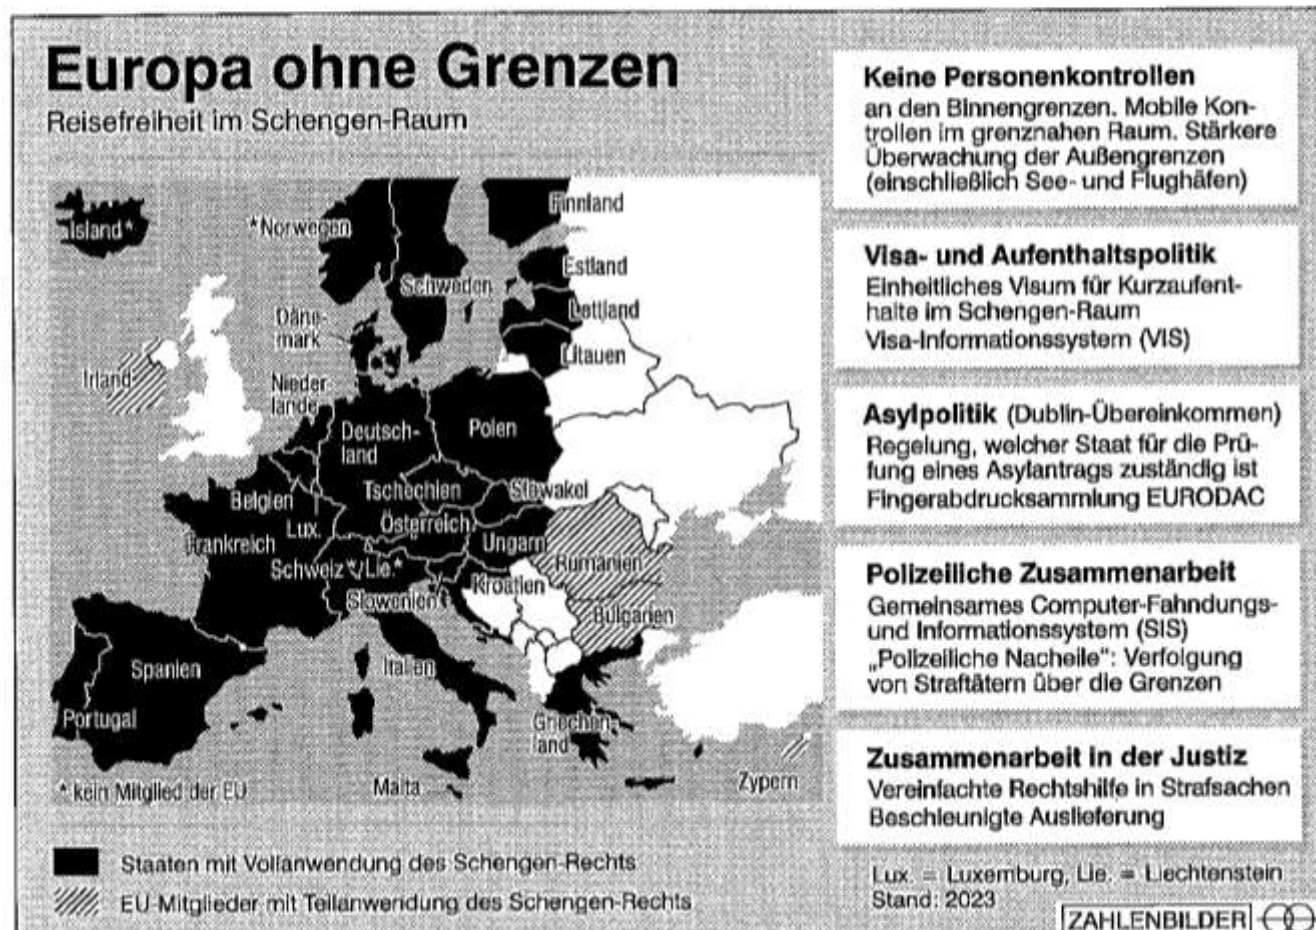 Europa ohne Grenzen
Reisefreiheit im Schengen-Raum
Island*
*Norwegen
Finnland
Schweden
Estland
Lettland
Litauen
Däne-
mark
Irland
Nieder
lande
Deutsch-
land
Polen
Belgien
Lux.
Tschechien
Slowakei
Frankreich
Österreich
Ungarn
Schweiz*/Lie.*
Rumänien
Slowenien
Kroatien
Bulgarien
Spanien
Italien
Portugal
Griechen-
land
Malta
Zypern
* kein Mitglied der EU
Staaten mit Vollanwendung des Schengen-Rechts
EU-Mitglieder mit Teilanwendung des Schengen-Rechts
Keine Personenkontrollen
an den Binnengrenzen. Mobile Kon-
trollen im grenznahen Raum. Stärkere
Überwachung der Außengrenzen
(einschließlich See- und Flughäfen)
Visa- und Aufenthaltspolitik
Einheitliches Visum für Kurzaufent-
halte im Schengen-Raum
Visa-Informationssystem (VIS)
Asylpolitik (Dublin-Übereinkommen)
Regelung, welcher Staat für die Prü-
fung eines Asylantrags zuständig ist
Fingerabdrucksammlung EURODAC
Polizeiliche Zusammenarbeit
Gemeinsames Computer-Fahndungs-
und Informationssystem (SIS)
„Polizeiliche Nacheile": Verfolgung
von Straftätern über die Grenzen
Zusammenarbeit in der Justiz
Vereinfachte Rechtshilfe in Strafsachen
Beschleunigte Auslieferung
Lux. = Luxemburg, Lie. = Liechtenstein
Stand: 2023
ZAHLENBILDER